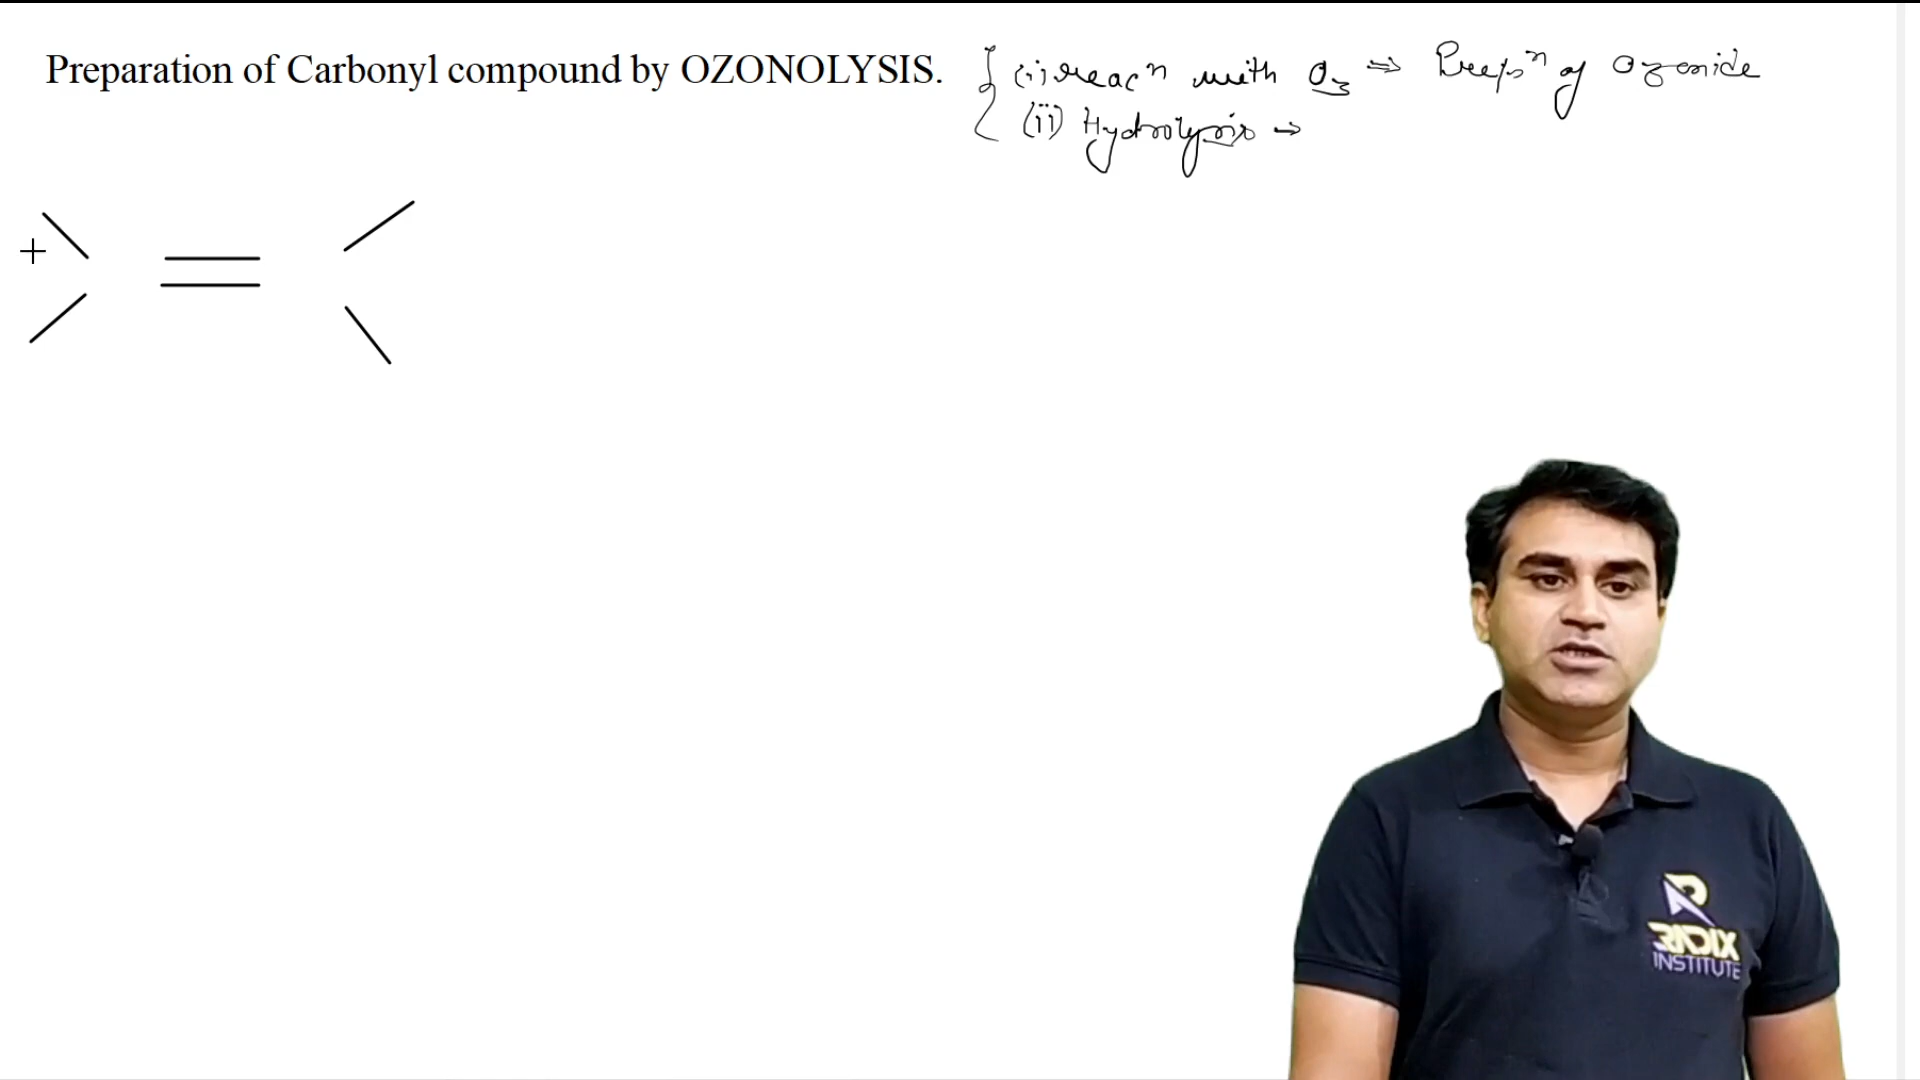 Preparation of Carbonyl compound by OZONOLYSIS.
(i) reacⁿ with O₃ ⇒ Prepⁿ of Ozonide
(ii) Hydrolysis ⇒
RADIX
INSTITUTE